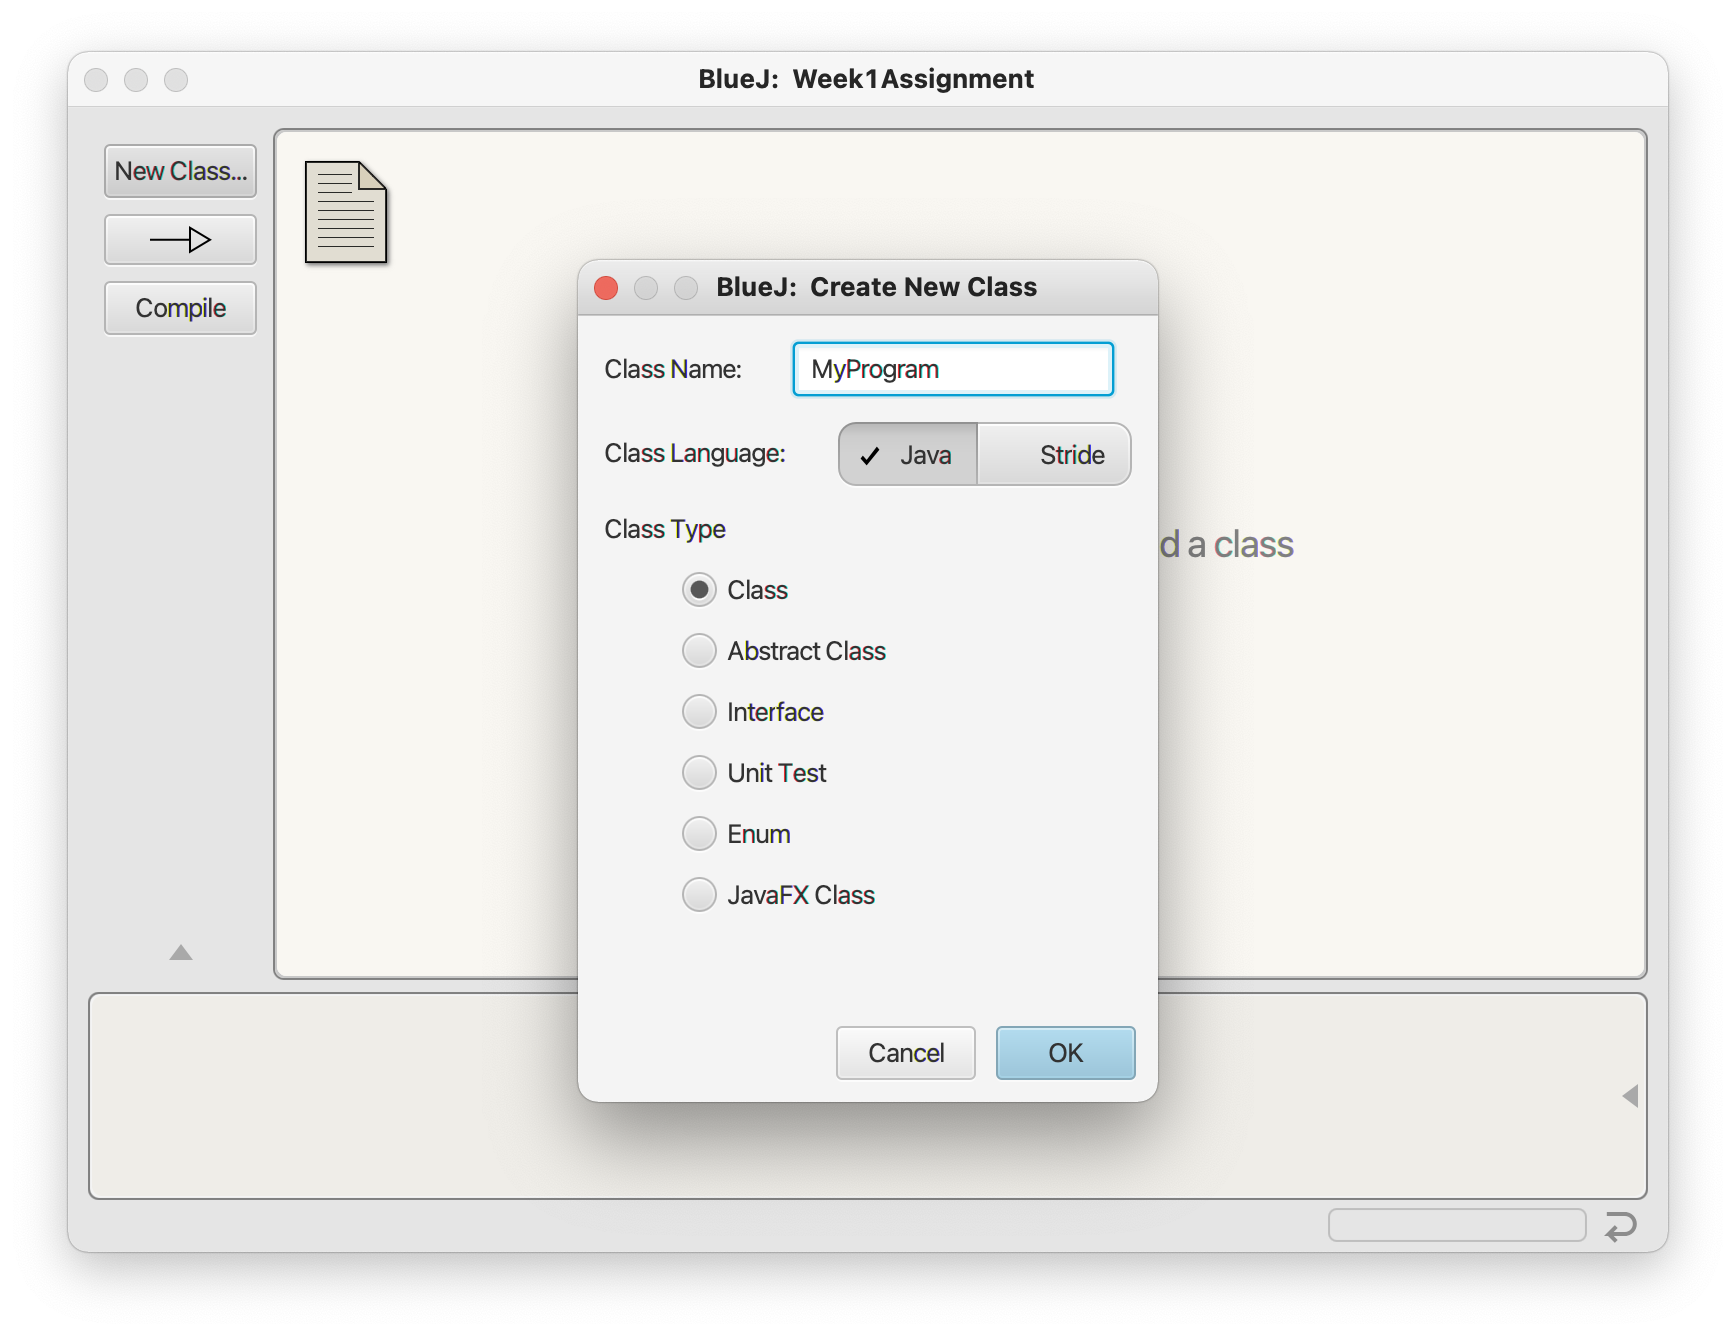 BlueJ:  Week1Assignment
New Class...
Compile
BlueJ:  Create New Class
Class Name:
MyProgram
Class Language:
✓ Java
Stride
Class Type
d a class
Class
Abstract Class
Interface
Unit Test
Enum
JavaFX Class
Cancel
OK